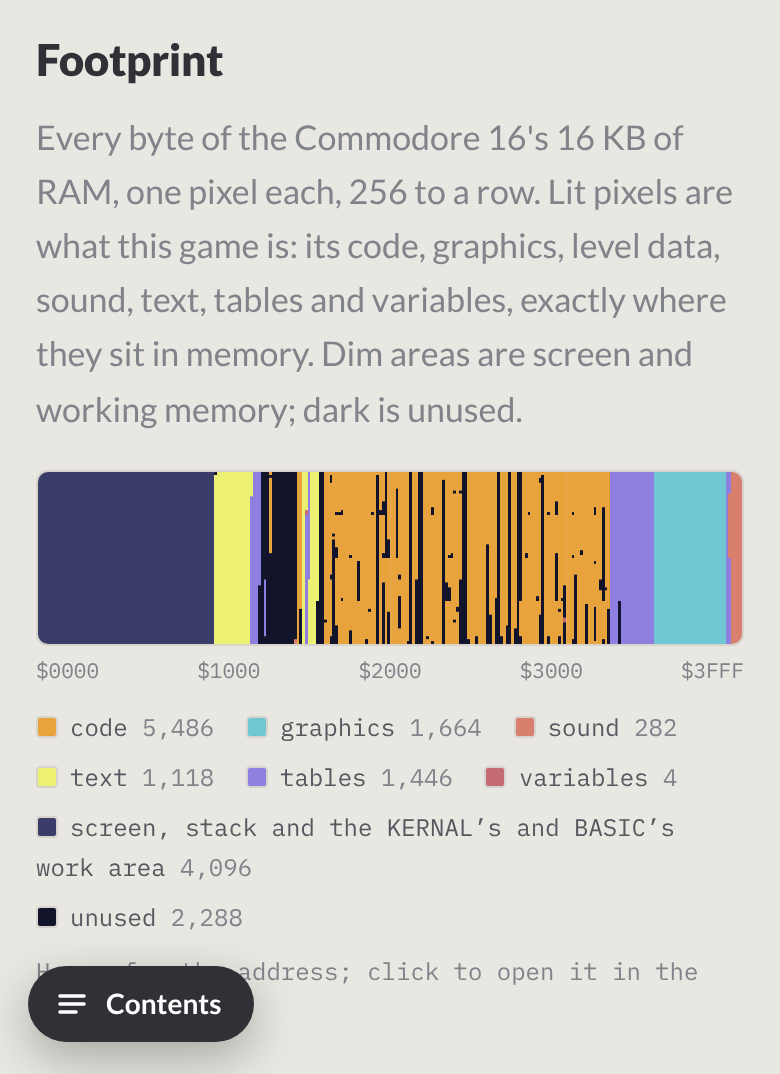 Footprint
Every byte of the Commodore 16's 16 KB of
RAM, one pixel each, 256 to a row. Lit pixels are
what this game is: its code, graphics, level data,
sound, text, tables and variables, exactly where
they sit in memory. Dim areas are screen and
working memory; dark is unused.
$0000 $1000 $2000 $3000 $3FFF
code 5,486 graphics 1,664 sound 282
text 1,118 tables 1,446 variables 4
screen, stack and the KERNAL’s and BASIC’s
work area 4,096
unused 2,288
address; click to open it in the
Contents